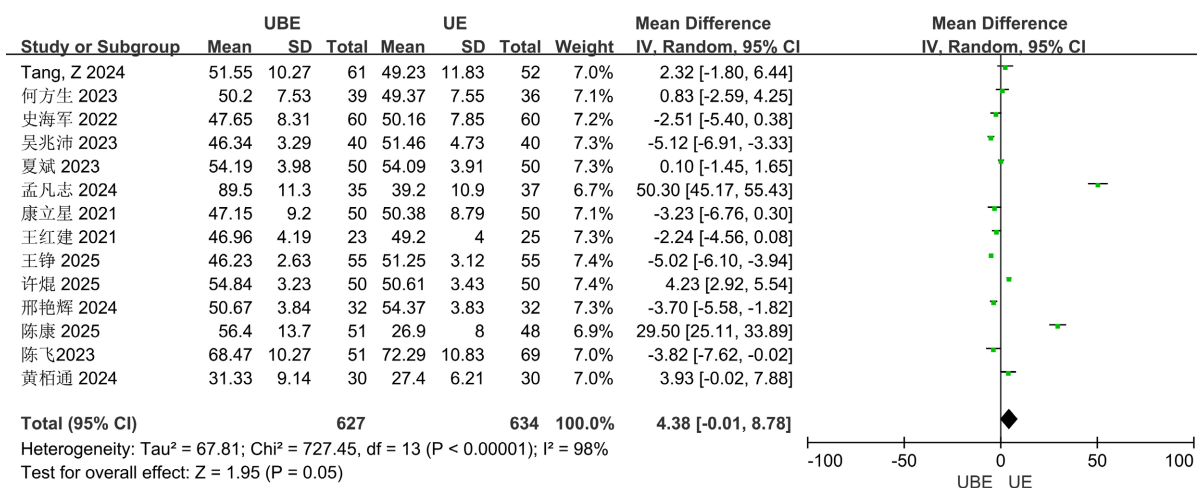 UBE UE Mean Difference Mean Difference
Study or Subgroup Mean SD Total Mean SD Total Weight IV, Random, 95% CI IV, Random, 95% CI
Tang, Z 2024 51.55 10.27 61 49.23 11.83 52 7.0% 2.32 [-1.80, 6.44]
何方生 2023 50.2 7.53 39 49.37 7.55 36 7.1% 0.83 [-2.59, 4.25]
史海军 2022 47.65 8.31 60 50.16 7.85 60 7.2% -2.51 [-5.40, 0.38]
吴兆沛 2023 46.34 3.29 40 51.46 4.73 40 7.3% -5.12 [-6.91, -3.33]
夏斌 2023 54.19 3.98 50 54.09 3.91 50 7.3% 0.10 [-1.45, 1.65]
孟凡志 2024 89.5 11.3 35 39.2 10.9 37 6.7% 50.30 [45.17, 55.43]
康立星 2021 47.15 9.2 50 50.38 8.79 50 7.1% -3.23 [-6.76, 0.30]
王红建 2021 46.96 4.19 23 49.2 4 25 7.3% -2.24 [-4.56, 0.08]
王铮 2025 46.23 2.63 55 51.25 3.12 55 7.4% -5.02 [-6.10, -3.94]
许焜 2025 54.84 3.23 50 50.61 3.43 50 7.4% 4.23 [2.92, 5.54]
邢艳辉 2024 50.67 3.84 32 54.37 3.83 32 7.3% -3.70 [-5.58, -1.82]
陈康 2025 56.4 13.7 51 26.9 8 48 6.9% 29.50 [25.11, 33.89]
陈飞2023 68.47 10.27 51 72.29 10.83 69 7.0% -3.82 [-7.62, -0.02]
黄栢通 2024 31.33 9.14 30 27.4 6.21 30 7.0% 3.93 [-0.02, 7.88]
Total (95% CI) 627 634 100.0% 4.38 [-0.01, 8.78]
Heterogeneity: Tau² = 67.81; Chi² = 727.45, df = 13 (P < 0.00001); I² = 98%
Test for overall effect: Z = 1.95 (P = 0.05)
-100 -50 0 50 100
UBE UE